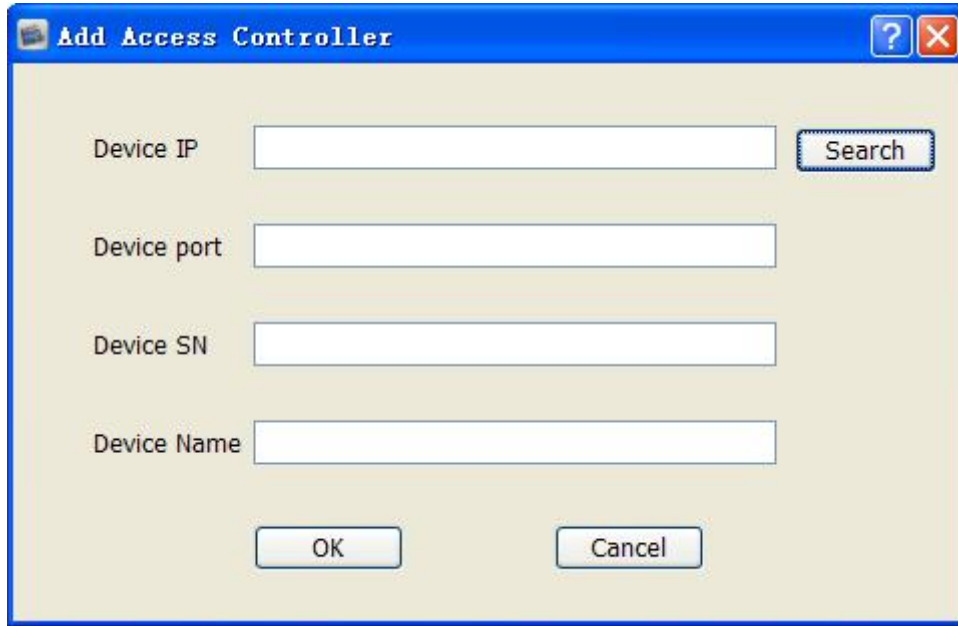 Add Access Controller
?
Device IP
Search
Device port
Device SN
Device Name
OK
Cancel